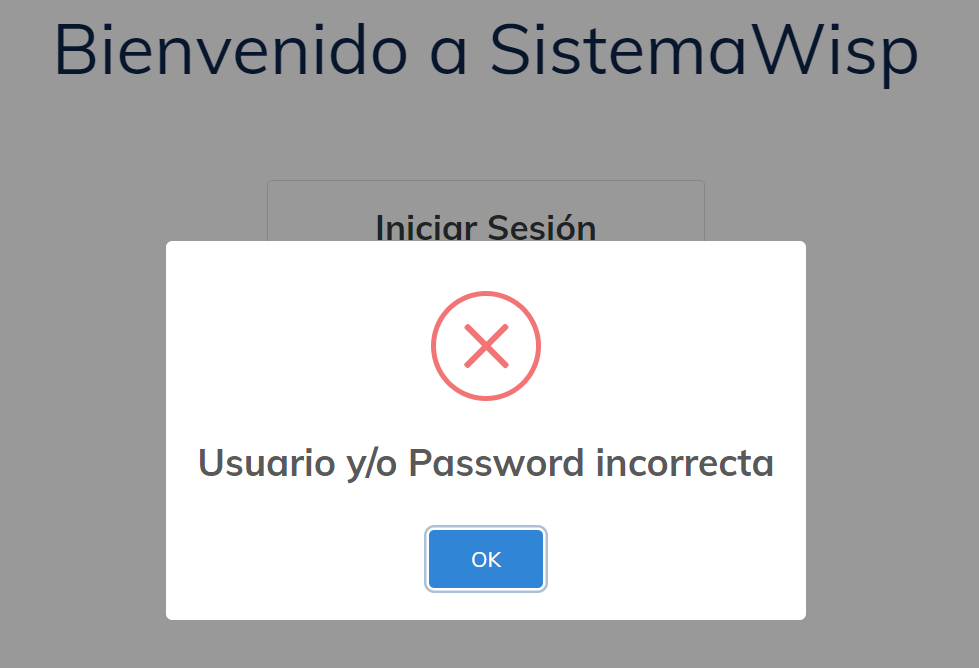 Bienvenido a SistemaWisp
Iniciar Sesión
Usuario y/o Password incorrecta
OK